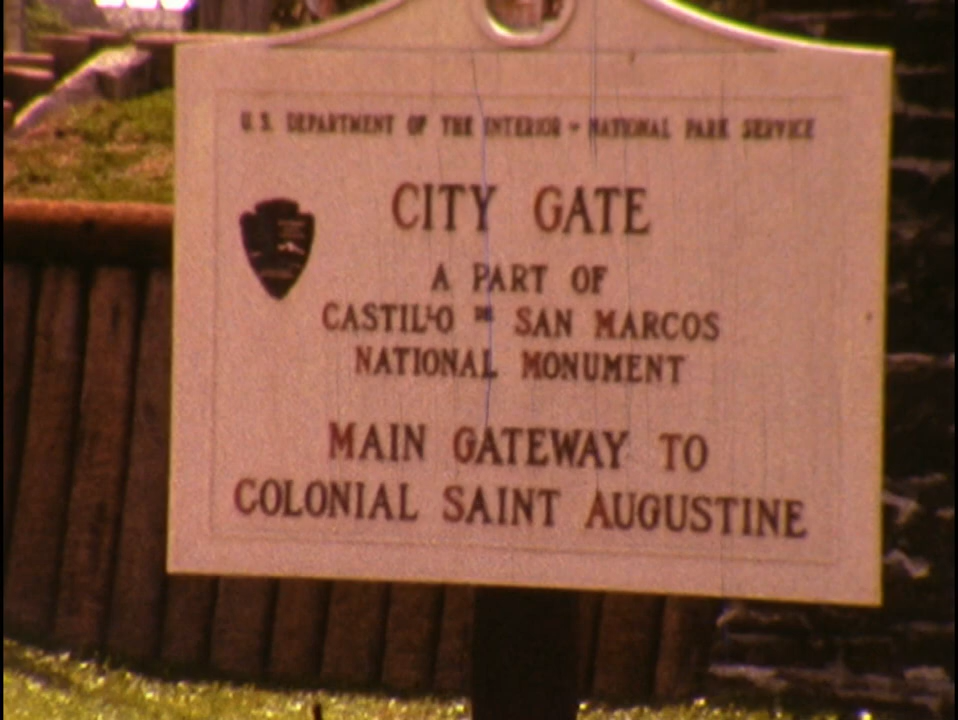 U.S. DEPARTMENT OF THE INTERIOR - NATIONAL PARK SERVICE
CITY GATE
A PART OF
CASTILLO DE SAN MARCOS
NATIONAL MONUMENT
MAIN GATEWAY TO
COLONIAL SAINT AUGUSTINE